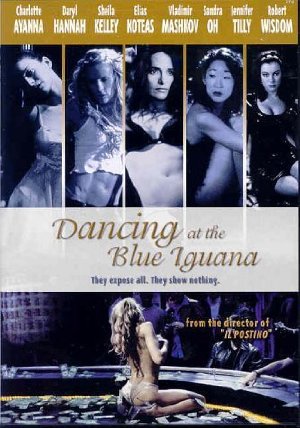 Charlotte AYANNA
Daryl HANNAH
Sheila KELLEY
Elias KOTEAS
Vladimir MASHKOV
Sandra OH
Jennifer TILLY
Robert WISDOM
Dancing at the
Blue Iguana
They expose all. They show nothing.
from the director of
"IL POSTINO"